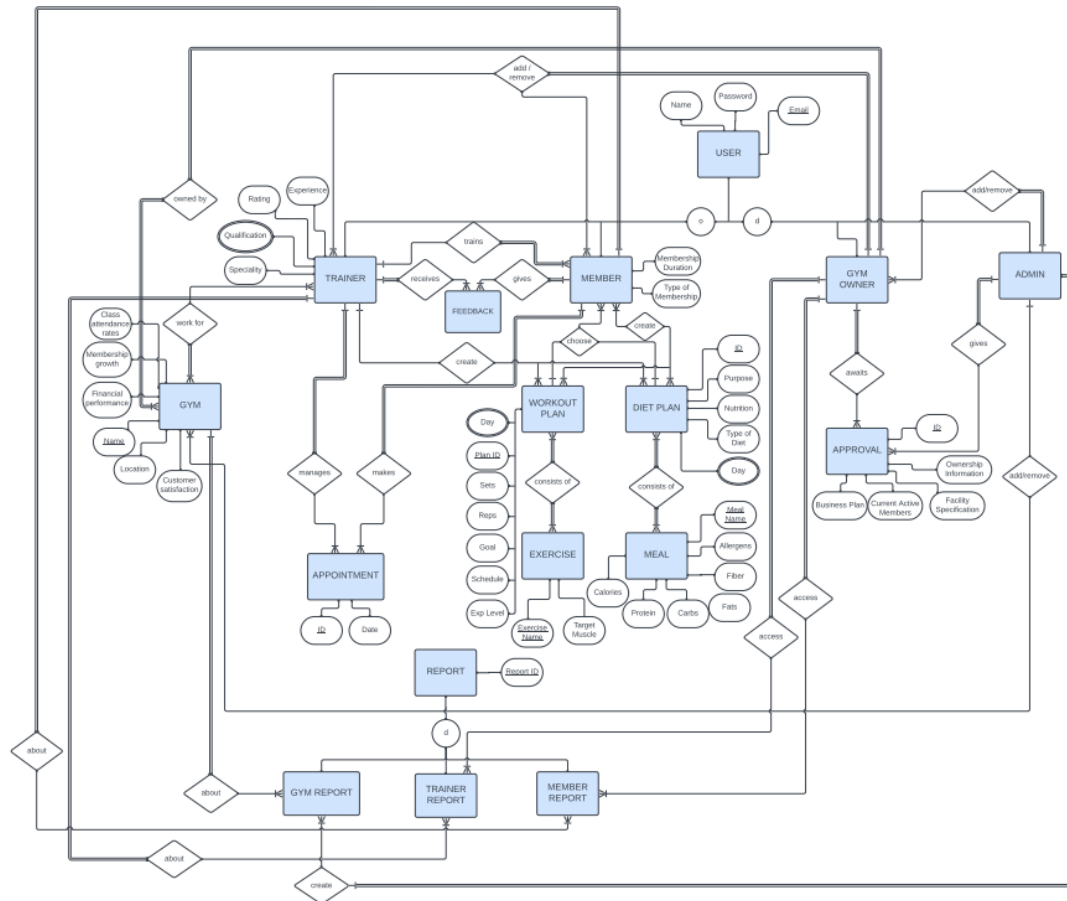 add /
remove
Name
Password
Email
USER
owned by
Experience
Rating
Qualification
Speciality
add/remove
o
d
trains
TRAINER
receives
gives
FEEDBACK
MEMBER
Membership
Duration
Type of
Membership
GYM
OWNER
ADMIN
Class
attendance
rates
work for
Membership
growth
Financial
performance
GYM
Name
Location
Customer
satisfaction
create
choose
create
gives
awaits
ID
Purpose
Nutrition
Type of
Diet
Day
WORKOUT
PLAN
DIET PLAN
Day
Plan ID
Sets
Reps
Goal
Schedule
Exp Level
consists of
consists of
APPROVAL
ID
Ownership
Information
Facility
Specification
Current Active
Members
Business Plan
add/remove
manages
makes
APPOINTMENT
ID
Date
EXERCISE
Exercise
Name
Target
Muscle
MEAL
Meal
Name
Allergens
Fiber
Fats
Carbs
Protein
Calories
access
access
REPORT
Report ID
d
about
about
GYM REPORT
TRAINER
REPORT
MEMBER
REPORT
about
create